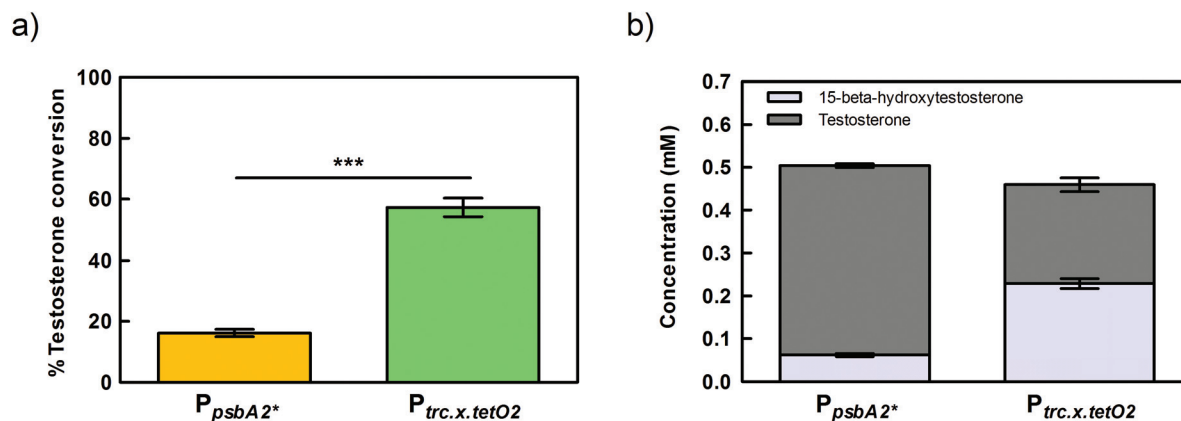 a)
% Testosterone conversion
100
80
60
40
20
0
***
PpsbA2*
Ptrc.x.tetO2
b)
Concentration (mM)
0.7
0.6
0.5
0.4
0.3
0.2
0.1
0.0
15-beta-hydroxytestosterone
Testosterone
PpsbA2*
Ptrc.x.tetO2